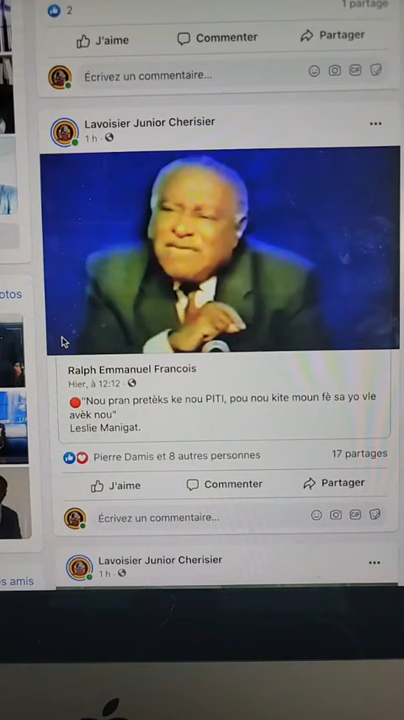 2
1 partage
J'aime
Commenter
Partager
Écrivez un commentaire...
Lavoisier Junior Cherisier
1 h ·
Ralph Emmanuel Francois
Hier, à 12:12 ·
"Nou pran pretèks ke nou PITI, pou nou kite moun fè sa yo vle
avèk nou"
Leslie Manigat.
Pierre Damis et 8 autres personnes
17 partages
J'aime
Commenter
Partager
Écrivez un commentaire...
Lavoisier Junior Cherisier
1 h ·
otos
s amis